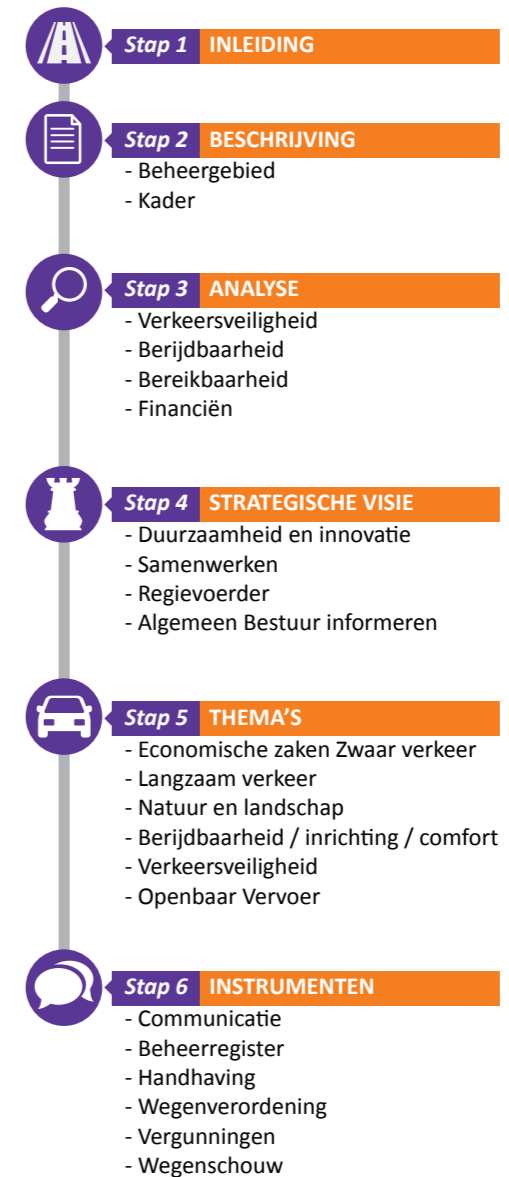 Stap 1 INLEIDING
Stap 2 BESCHRIJVING
- Beheergebied
- Kader
Stap 3 ANALYSE
- Verkeersveiligheid
- Berijdbaarheid
- Bereikbaarheid
- Financiën
Stap 4 STRATEGISCHE VISIE
- Duurzaamheid en innovatie
- Samenwerken
- Regievoerder
- Algemeen Bestuur informeren
Stap 5 THEMA'S
- Economische zaken Zwaar verkeer
- Langzaam verkeer
- Natuur en landschap
- Berijdbaarheid / inrichting / comfort
- Verkeersveiligheid
- Openbaar Vervoer
Stap 6 INSTRUMENTEN
- Communicatie
- Beheerregister
- Handhaving
- Wegenverordening
- Vergunningen
- Wegenschouw